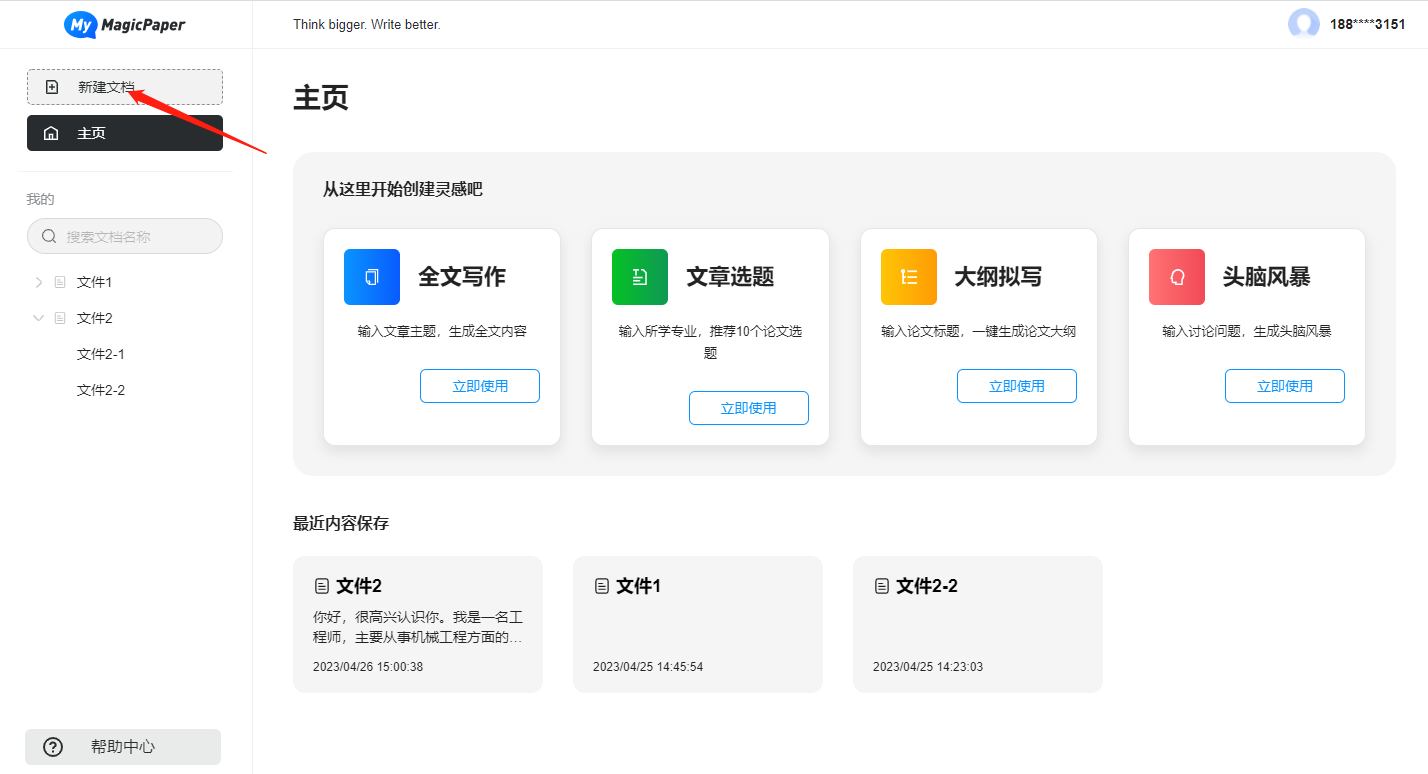 My MagicPaper
Think bigger. Write better.
188****3151
新建文档
主页
我的
搜索文档名称
文件1
文件2
文件2-1
文件2-2
帮助中心
主页
从这里开始创建灵感吧
全文写作
输入文章主题，生成全文内容
立即使用
文章选题
输入所学专业，推荐10个论文选
题
立即使用
大纲拟写
输入论文标题，一键生成论文大纲
立即使用
头脑风暴
输入讨论问题，生成头脑风暴
立即使用
最近内容保存
文件2
你好，很高兴认识你。我是一名工
程师，主要从事机械工程方面的...
2023/04/26 15:00:38
文件1
2023/04/25 14:45:54
文件2-2
2023/04/25 14:23:03